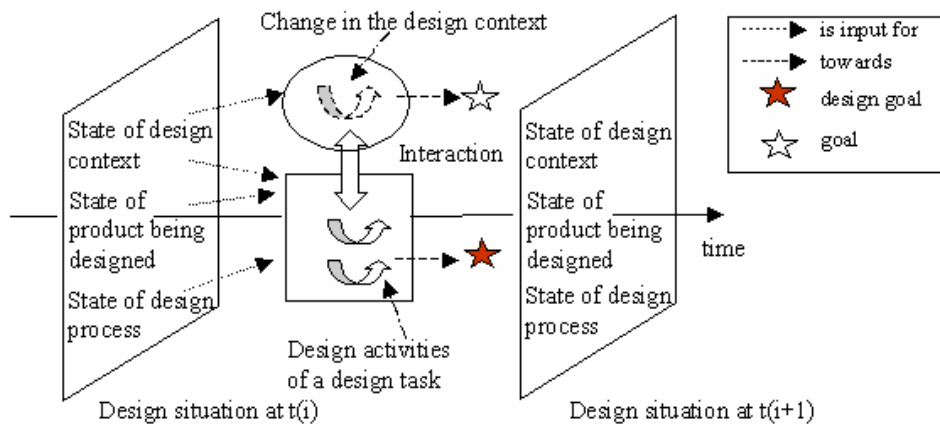 Change in the design context
is input for
towards
design goal
goal
State of design
context
State of
product being
designed
State of design
process
Interaction
Design activities
of a design task
State of design
context
State of
product being
designed
State of design
process
time
Design situation at t(i)
Design situation at t(i+1)